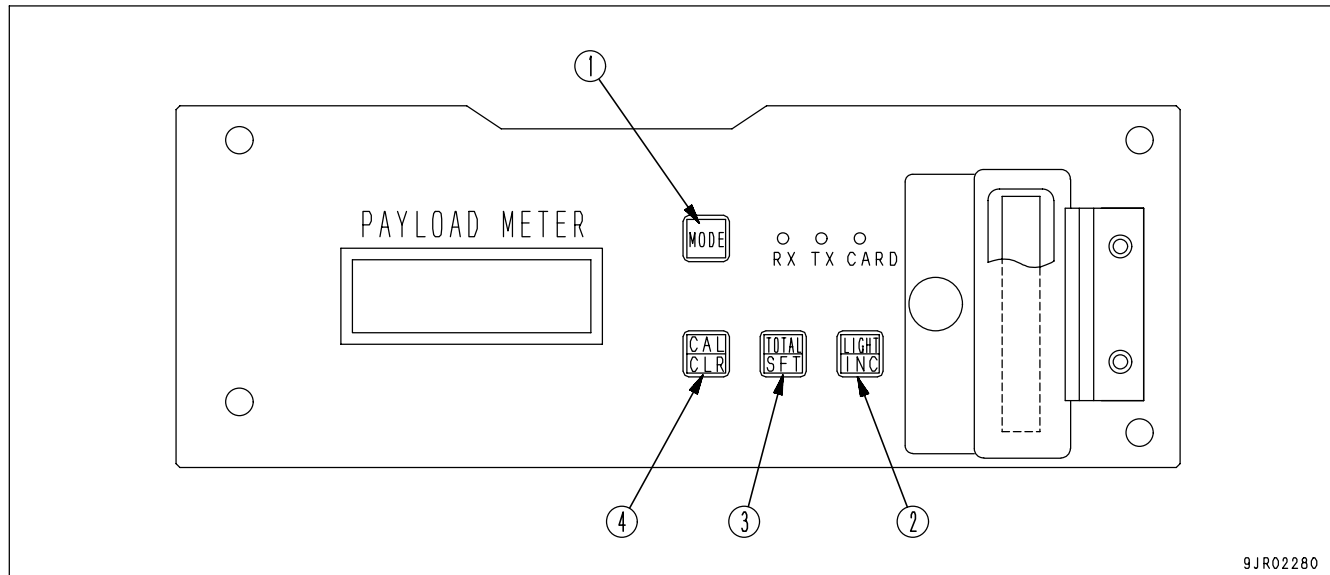 1
PAYLOAD METER
MODE
RX TX CARD
CAL
CLR
TOTAL
SFT
LIGHT
INC
4
3
2
9JR02280